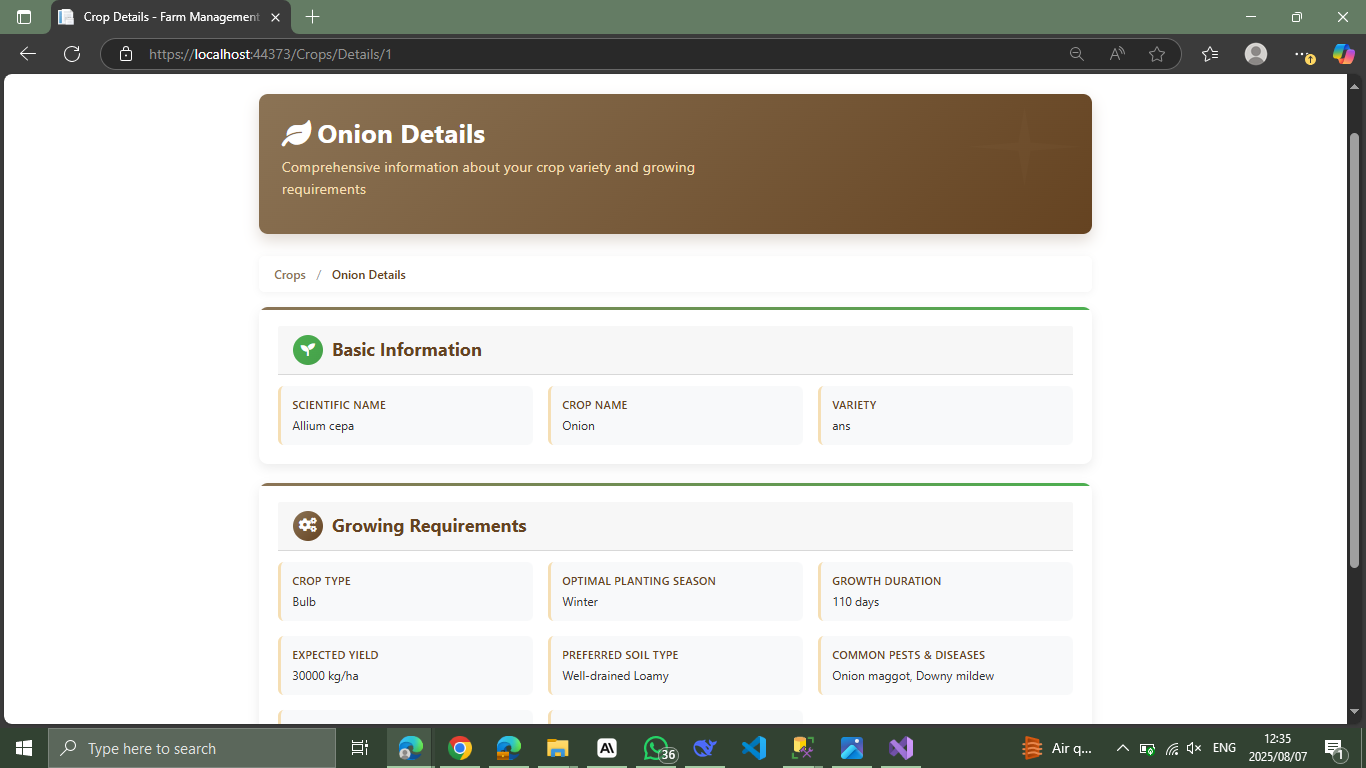 Crop Details - Farm Management
https://localhost:44373/Crops/Details/1
Onion Details
Comprehensive information about your crop variety and growing
requirements
Crops / Onion Details
Basic Information
SCIENTIFIC NAME
Allium cepa
CROP NAME
Onion
VARIETY
ans
Growing Requirements
CROP TYPE
Bulb
OPTIMAL PLANTING SEASON
Winter
GROWTH DURATION
110 days
EXPECTED YIELD
30000 kg/ha
PREFERRED SOIL TYPE
Well-drained Loamy
COMMON PESTS & DISEASES
Onion maggot, Downy mildew
Type here to search
A\
36
Air q...
ENG
12:35
2025/08/07
1